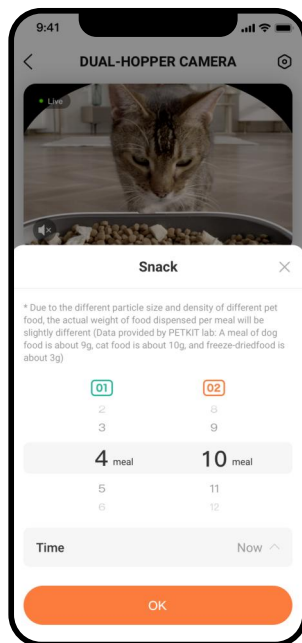 9:41
DUAL-HOPPER CAMERA
Live
Snack
* Due to the different particle size and density of different pet
food, the actual weight of food dispensed per meal will be
slightly different (Data provided by PETKIT lab: A meal of dog
food is about 9g, cat food is about 10g, and freeze-driedfood is
about 3g)
01 02
2 8
3 9
4 meal 10 meal
5 11
6 12
Time Now
OK